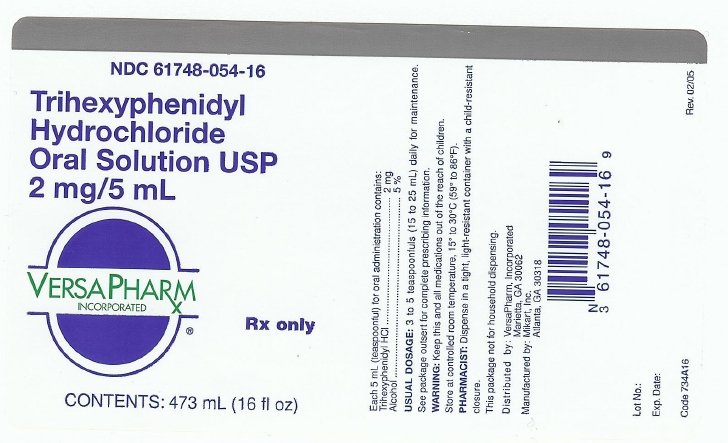 NDC 61748-054-16
Trihexyphenidyl
Hydrochloride
Oral Solution USP
2 mg/5 mL
VERSAPHARM
INCORPORATED
Rx
®
Rx only
CONTENTS: 473 mL (16 fl oz)
Each 5 mL (teaspoonful) for oral administration contains:
Trihexyphenidyl HCl ........................ 2 mg
Alcohol ........................................ 5 %
USUAL DOSAGE: 3 to 5 teaspoonfuls (15 to 25 mL) daily for maintenance.
See package outsert for complete prescribing information.
WARNING: Keep this and all medications out of the reach of children.
Store at controlled room temperature, 15° to 30°C (59° to 86°F).
PHARMACIST: Dispense in a tight, light-resistant container with a child-resistant
closure.
This package not for household dispensing.
Distributed by: VersaPharm, Incorporated
Marietta, GA 30062
Manufactured by: Mikart, Inc.
Atlanta, GA 30318
N
3 61748-054-16 9
Lot No.:
Exp. Date:
Code 734A16
Rev. 02/05